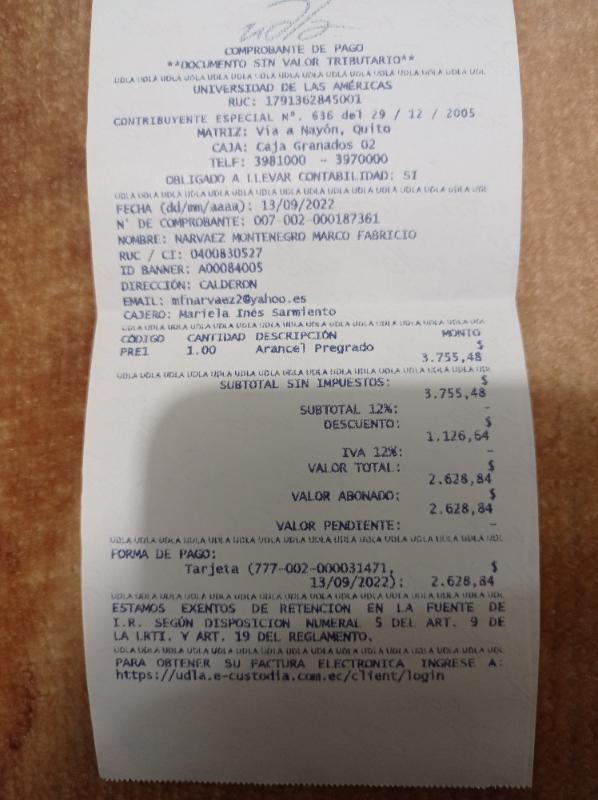 udla
COMPROBANTE DE PAGO
**DOCUMENTO SIN VALOR TRIBUTARIO**
UDLA UDLA UDLA UDLA UDLA UDLA UDLA UDLA UDLA UDLA UDLA UDLA UDLA UDLA UDL
UNIVERSIDAD DE LAS AMÉRICAS
RUC: 1791362845001
CONTRIBUYENTE ESPECIAL Nº. 636 del 29 / 12 / 2005
MATRIZ: Vía a Nayón, Quito
CAJA: Caja Granados 02
TELF: 3981000 - 3970000
OBLIGADO A LLEVAR CONTABILIDAD: SI
UDLA UDLA UDLA UDLA UDLA UDLA UDLA UDLA UDLA UDLA UDLA UDLA UDLA UDLA UDL
FECHA (dd/mm/aaaa): 13/09/2022
N° DE COMPROBANTE: 007-002-000187361
NOMBRE: NARVAEZ MONTENEGRO MARCO FABRICIO
RUC / CI: 0400830527
ID BANNER: A00084005
DIRECCIÓN: CALDERON
EMAIL: mfnarvaez2@yahoo.es
CAJERO: Mariela Inés Sarmiento
UDLA UDLA UDLA UDLA UDLA UDLA UDLA UDLA UDLA UDLA UDLA UDLA UDLA UDLA UDL
CÓDIGO CANTIDAD DESCRIPCIÓN MONTO
PRE1 1.00 Arancel Pregrado $
3.755,48
UDLA UDLA UDLA UDLA UDLA UDLA UDLA UDLA UDLA UDLA UDLA UDLA UDLA UDLA UDL
SUBTOTAL SIN IMPUESTOS: $
3.755,48
SUBTOTAL 12%: -
DESCUENTO: $
1.126,64
IVA 12%: -
VALOR TOTAL: $
2.628,84
VALOR ABONADO: $
2.628,84
VALOR PENDIENTE: -
UDLA UDLA UDLA UDLA UDLA UDLA UDLA UDLA UDLA UDLA UDLA UDLA UDLA UDLA UDL
FORMA DE PAGO:
Tarjeta (777-002-000031471, $
13/09/2022): 2.628,84
UDLA UDLA UDLA UDLA UDLA UDLA UDLA UDLA UDLA UDLA UDLA UDLA UDLA UDLA UDL
ESTAMOS EXENTOS DE RETENCION EN LA FUENTE DE
I.R. SEGÚN DISPOSICION NUMERAL 5 DEL ART. 9 DE
LA LRTI. Y ART. 19 DEL REGLAMENTO.
UDLA UDLA UDLA UDLA UDLA UDLA UDLA UDLA UDLA UDLA UDLA UDLA UDLA UDLA UDL
PARA OBTENER SU FACTURA ELECTRONICA INGRESE A:
https://udla.e-custodia.com.ec/client/login